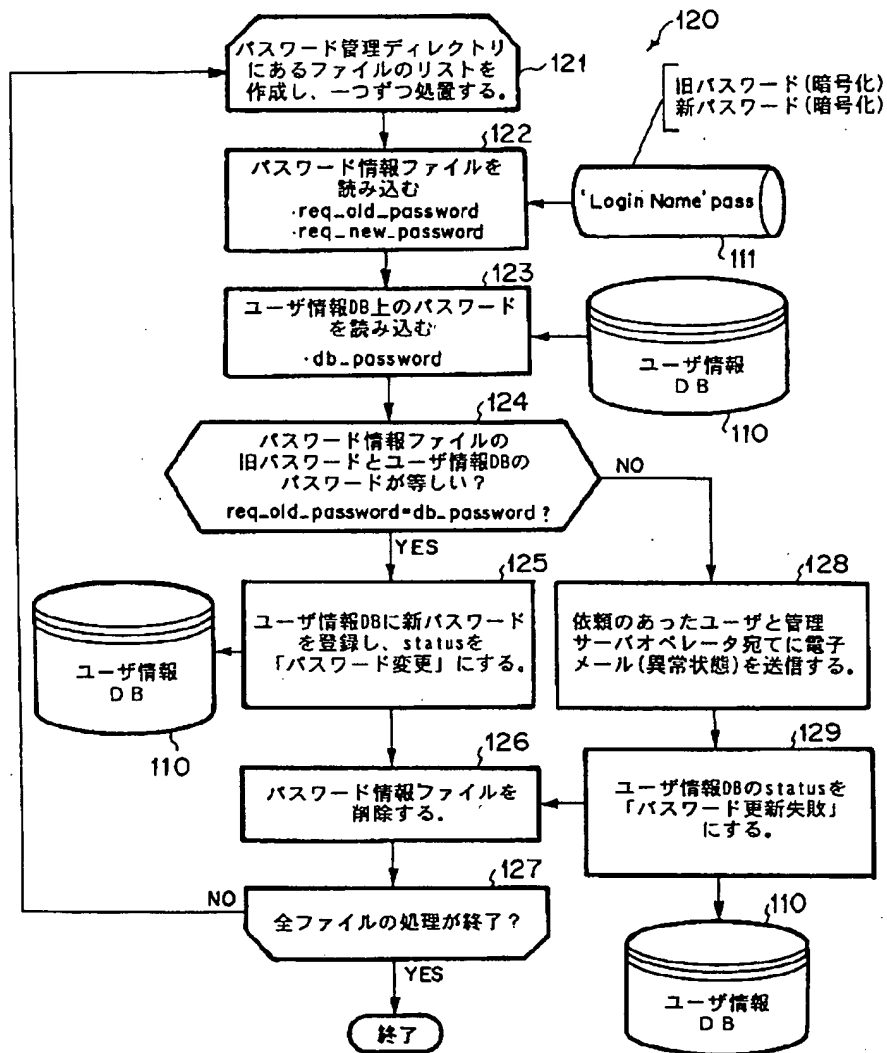 120
パスワード管理ディレクトリ
にあるファイルのリストを
作成し、一つずつ処置する。
121
旧パスワード(暗号化)
新パスワード(暗号化)
122
パスワード情報ファイルを
読み込む
・req_old_password
・req_new_password
'Login Name'pass
111
123
ユーザ情報DB上のパスワード
を読み込む
・db_password
ユーザ情報
DB
110
124
パスワード情報ファイルの
旧パスワードとユーザ情報DBの
パスワードが等しい?
req_old_password=db_password?
NO
YES
125
ユーザ情報DBに新パスワード
を登録し、statusを
「パスワード変更」にする。
ユーザ情報
DB
110
128
依頼のあったユーザと管理
サーバオペレータ宛てに電子
メール(異常状態)を送信する。
126
パスワード情報ファイルを
削除する。
129
ユーザ情報DBのstatusを
「パスワード更新失敗」
にする。
127
NO
全ファイルの処理が終了?
YES
終了
110
ユーザ情報
DB